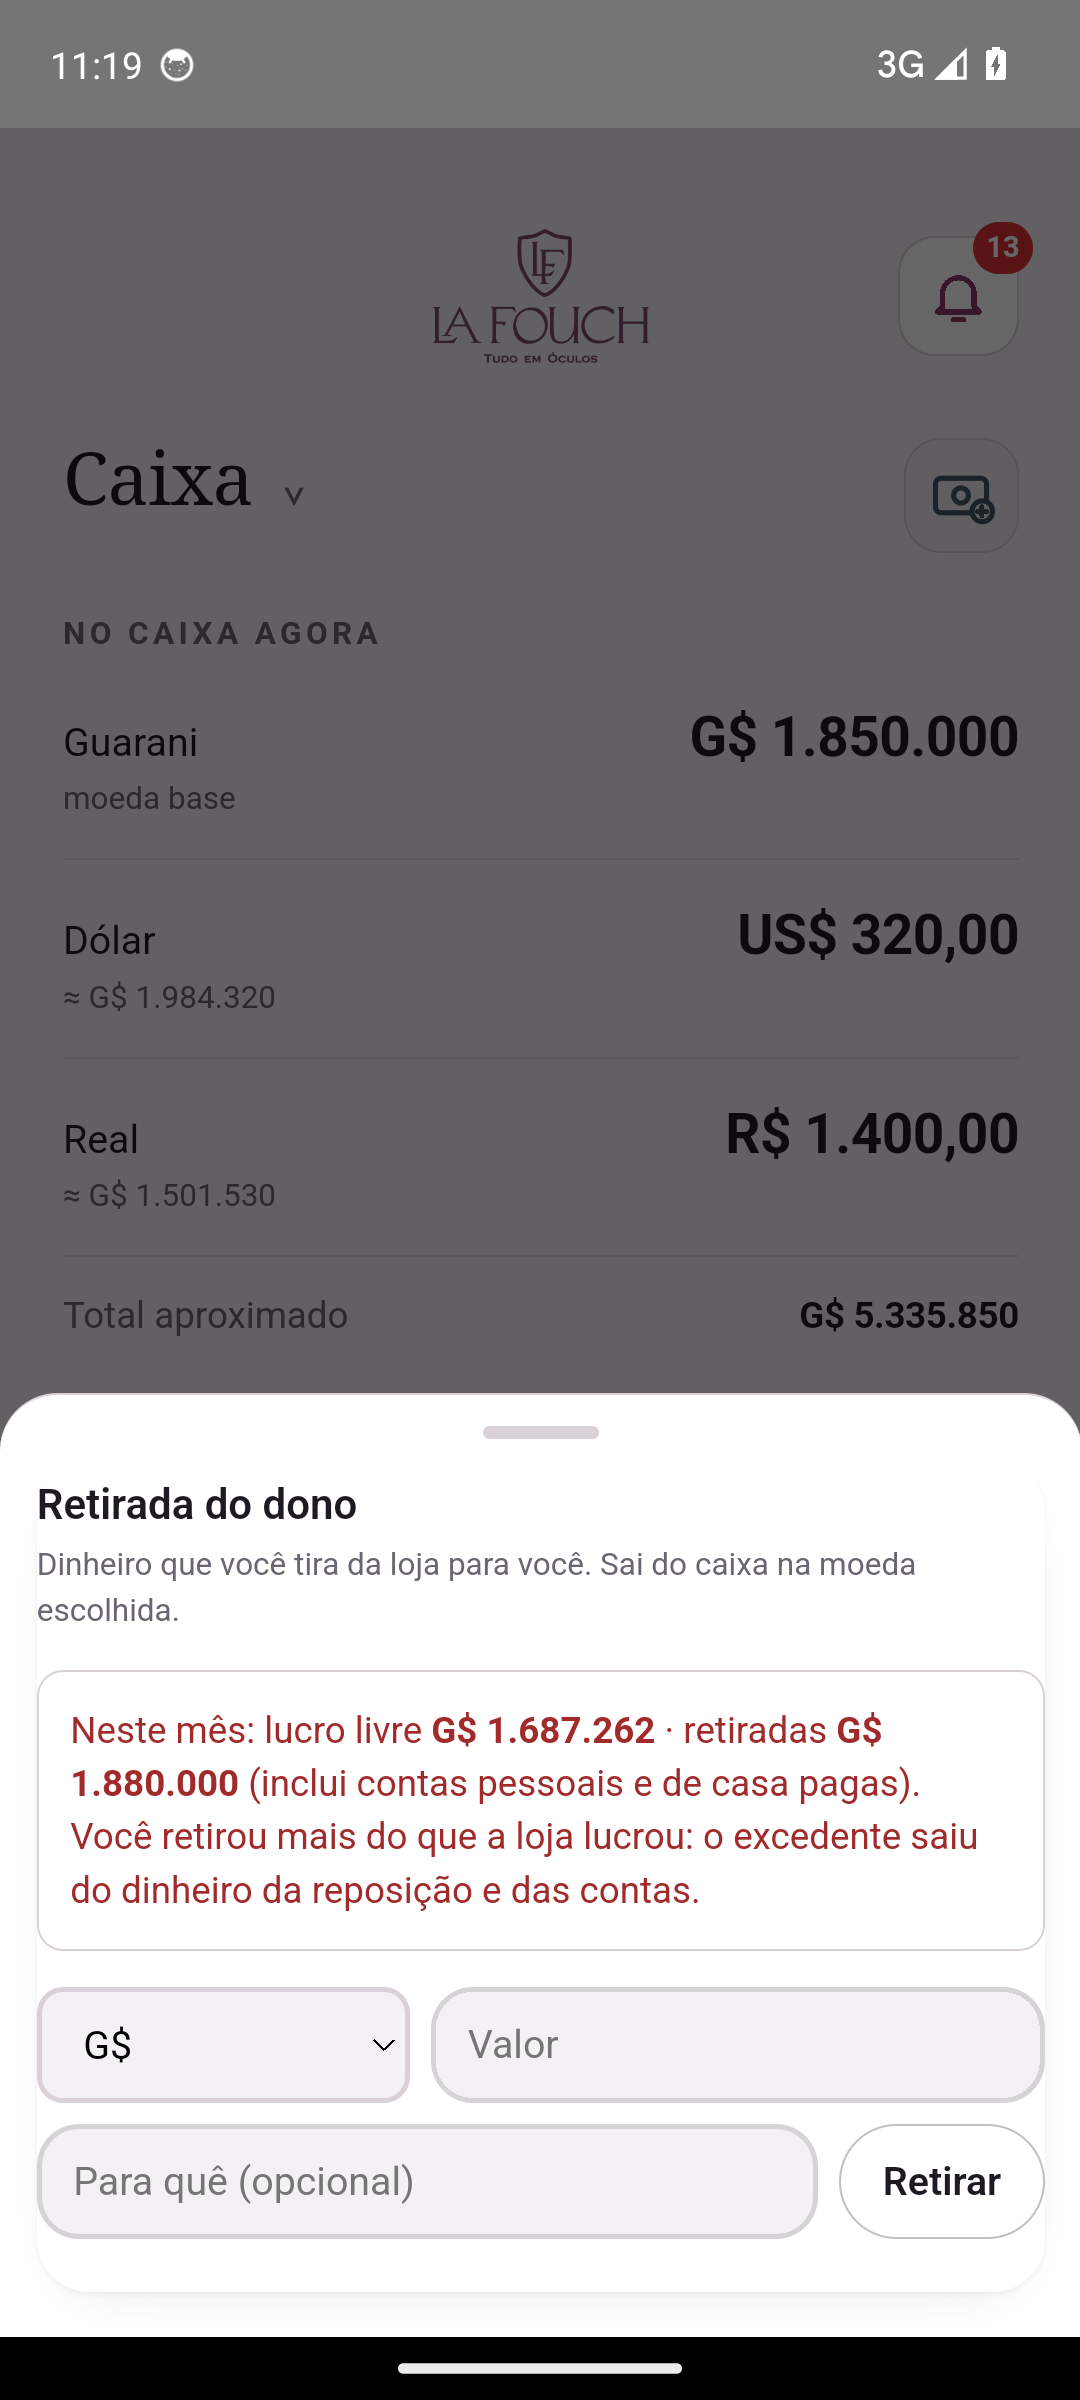 11:19
3G
13
LF
LA FOUCH
TUDO EM ÓCULOS
Caixa
NO CAIXA AGORA
Guarani
G$ 1.850.000
moeda base
Dólar
US$ 320,00
≈ G$ 1.984.320
Real
R$ 1.400,00
≈ G$ 1.501.530
Total aproximado
G$ 5.335.850
Retirada do dono
Dinheiro que você tira da loja para você. Sai do caixa na moeda
escolhida.
Neste mês: lucro livre G$ 1.687.262 · retiradas G$
1.880.000 (inclui contas pessoais e de casa pagas).
Você retirou mais do que a loja lucrou: o excedente saiu
do dinheiro da reposição e das contas.
G$
Valor
Para quê (opcional)
Retirar